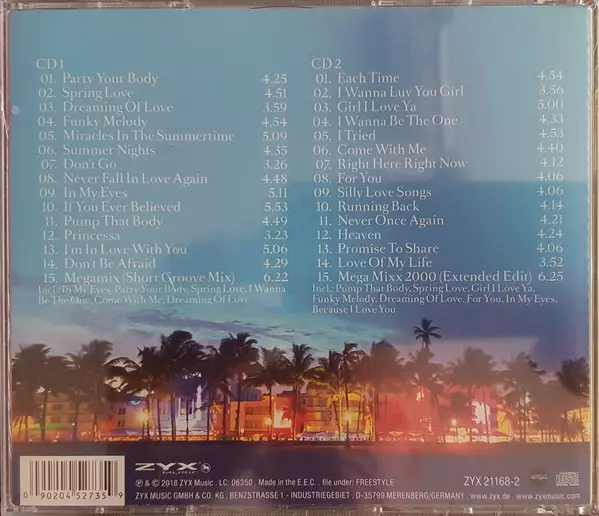 CD 1
01. Party Your Body 4.25
02. Spring Love 4.51
03. Dreaming Of Love 3.59
04. Funky Melody 4.54
05. Miracles In The Summertime 5.09
06. Summer Nights 4.35
07. Don't Go 3.26
08. Never Fall In Love Again 4.48
09. In My Eyes 5.11
10. If You Ever Believed 5.53
11. Pump That Body 4.49
12. Princessa 3.23
13. I'm In Love With You 5.06
14. Don't Be Afraid 4.29
15. Megamix (Short Groove Mix) 6.22
Incl.: In My Eyes, Party Your Body, Spring Love, I Wanna
Be The One, Come With Me, Dreaming Of Love
CD 2
01. Each Time 4.54
02. I Wanna Luv You Girl 3.56
03. Girl I Love Ya 5.00
04. I Wanna Be The One 4.33
05. I Tried 4.53
06. Come With Me 4.40
07. Right Here Right Now 4.12
08. For You 4.06
09. Silly Love Songs 4.06
10. Running Back 4.14
11. Never Once Again 4.21
12. Heaven 4.24
13. Promise To Share 4.06
14. Love Of My Life 3.52
15. Mega Mixx 2000 (Extended Edit) 6.25
Incl.: Pump That Body, Spring Love, Girl I Love Ya,
Funky Melody, Dreaming Of Love, For You, In My Eyes,
Because I Love You
0 90204 52735 9
ZYX
MUSIC
ZYX 21168-2
℗ & © 2018 ZYX Music . LC: 06350 . Made in the E.E.C. . file under: FREESTYLE
ZYX MUSIC GMBH & CO. KG . BENZSTRASSE 1 - INDUSTRIEGEBIET . D-35799 MERENBERG/GERMANY . www.zyx.de . www.zyxmusic.com